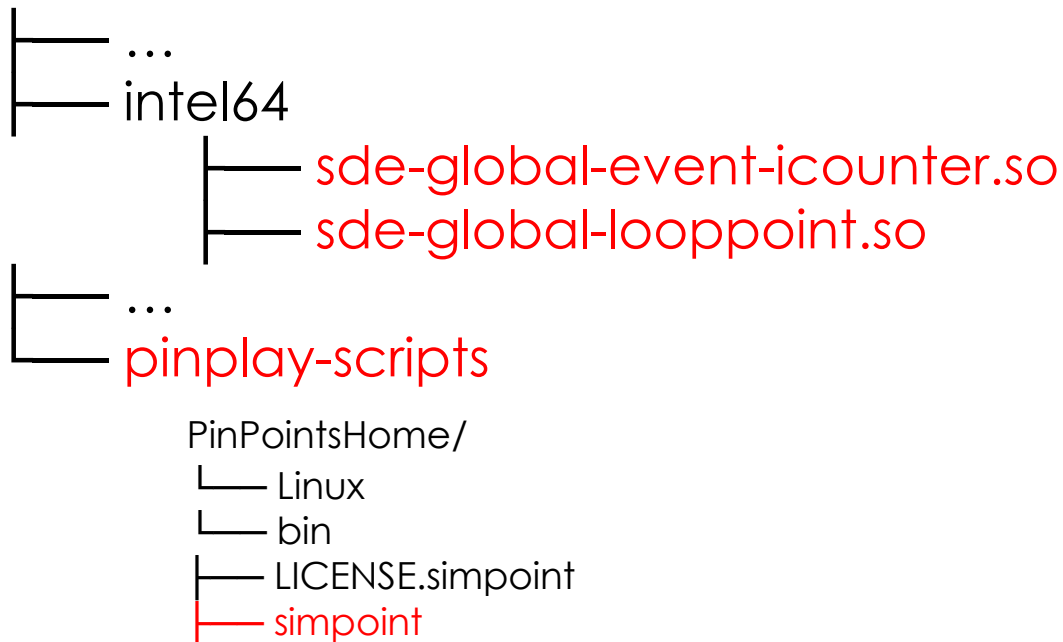 ...
intel64
sde-global-event-icounter.so
sde-global-looppoint.so
...
pinplay-scripts
PinPointsHome/
Linux
bin
LICENSE.simpoint
simpoint